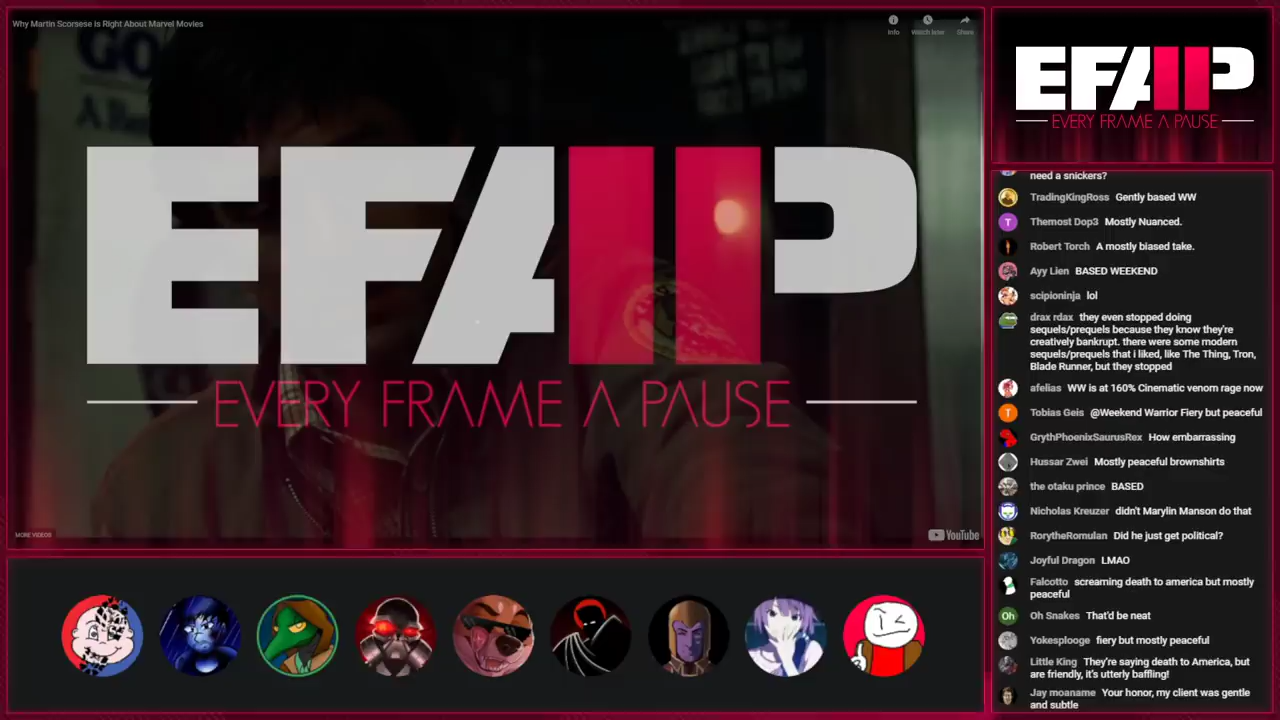 Why Martin Scorsese Is Right About Marvel Movies
Info
Watch later
Share
GO
EFAP
EVERY FRAME A PAUSE
MORE VIDEOS
YouTube
EFAP
EVERY FRAME A PAUSE
need a snickers?
TradingKingRoss Gently based WW
T
Themost Dop3 Mostly Nuanced.
Robert Torch A mostly biased take.
Ayy Lien BASED WEEKEND
scipioninja lol
drax rdax they even stopped doing
sequels/prequels because they know they're
creatively bankrupt. there were some modern
sequels/prequels that i liked, like The Thing, Tron,
Blade Runner, but they stopped
afelias WW is at 160% Cinematic venom rage now
T
Tobias Geis @Weekend Warrior Fiery but peaceful
GrythPhoenixSaurusRex How embarrassing
Hussar Zwei Mostly peaceful brownshirts
the otaku prince BASED
Nicholas Kreuzer didn't Marylin Manson do that
RorytheRomulan Did he just get political?
Joyful Dragon LMAO
Falcotto screaming death to america but mostly
peaceful
Oh
Oh Snakes That'd be neat
Yokesplooge fiery but mostly peaceful
Little King They're saying death to America, but
are friendly, it's utterly baffling!
Jay moaname Your honor, my client was gentle
and subtle